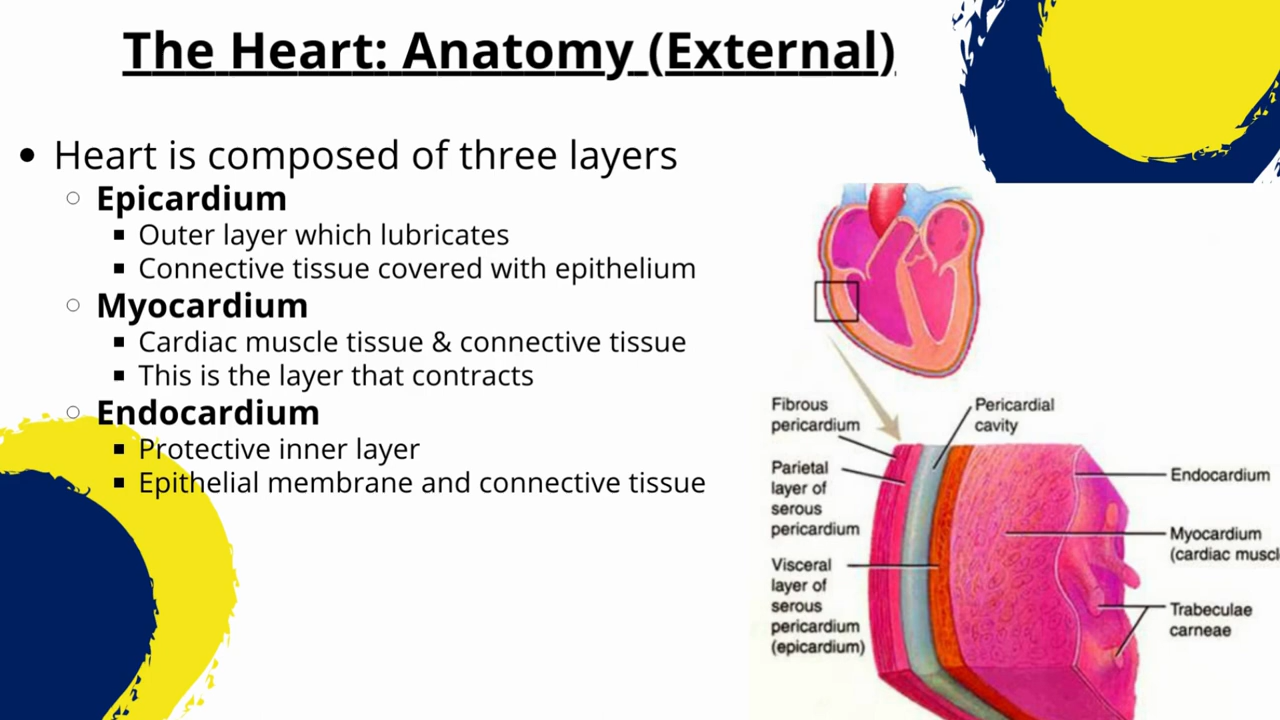 The Heart: Anatomy (External)
• Heart is composed of three layers
○ Epicardium
▪ Outer layer which lubricates
▪ Connective tissue covered with epithelium
○ Myocardium
▪ Cardiac muscle tissue & connective tissue
▪ This is the layer that contracts
○ Endocardium
▪ Protective inner layer
▪ Epithelial membrane and connective tissue
Fibrous
pericardium
Parietal
layer of
serous
pericardium
Visceral
layer of
serous
pericardium
(epicardium)
Pericardial
cavity
Endocardium
Myocardium
(cardiac muscl
Trabeculae
carneae